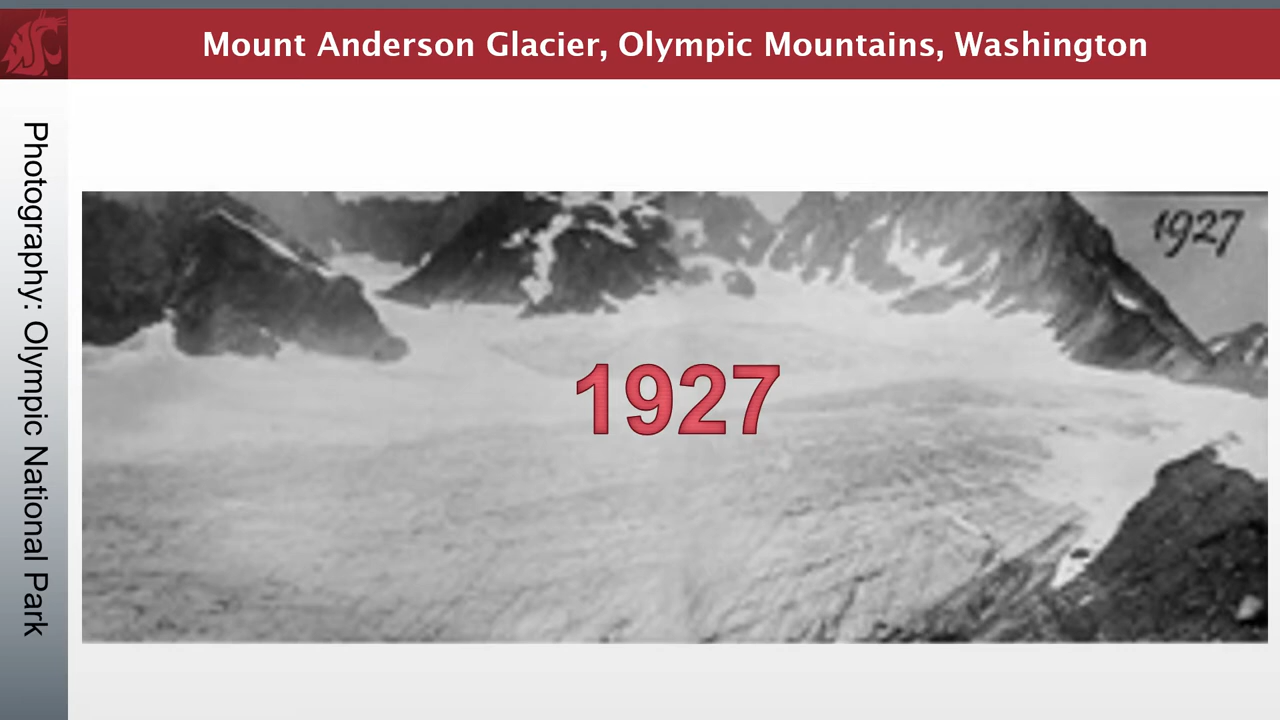 Mount Anderson Glacier, Olympic Mountains, Washington
Photography: Olympic National Park
1927
1927